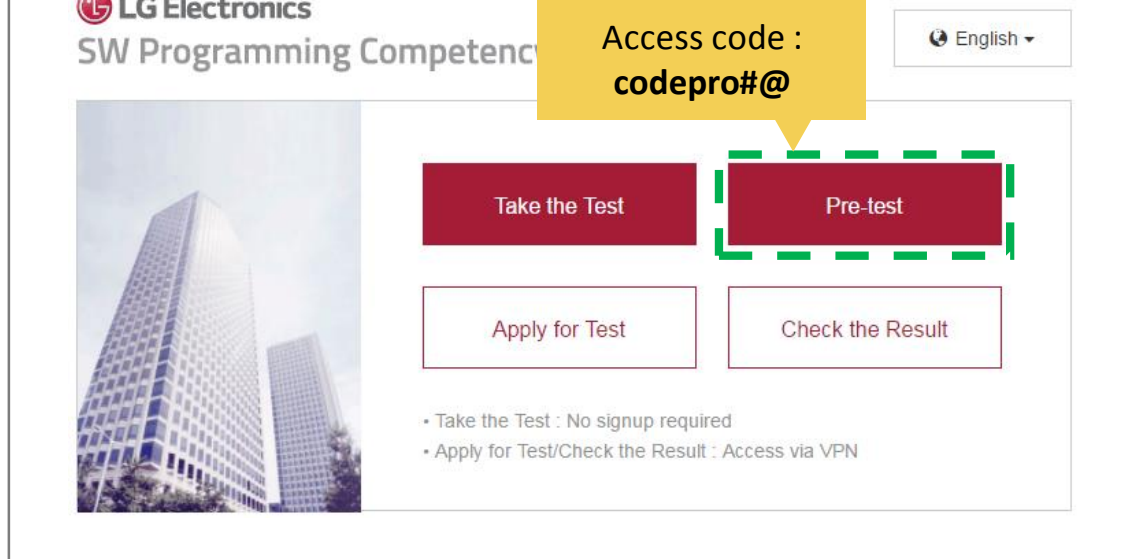 LG Electronics
SW Programming Competency
Access code :
codepro#@
English
Take the Test
Pre-test
Apply for Test
Check the Result
• Take the Test : No signup required
• Apply for Test/Check the Result : Access via VPN